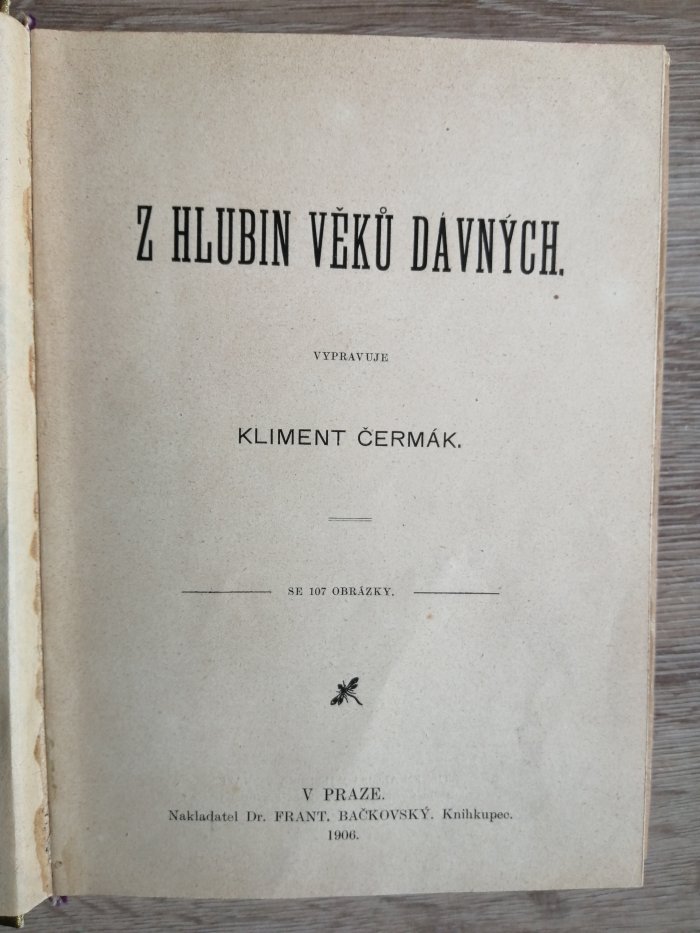 Z HLUBIN VĚKŮ DÁVNÝCH.
VYPRAVUJE
KLIMENT ČERMÁK.
SE 107 OBRÁZKY.
V PRAZE.
Nakladatel Dr. FRANT. BAČKOVSKÝ. Knihkupec.
1906.